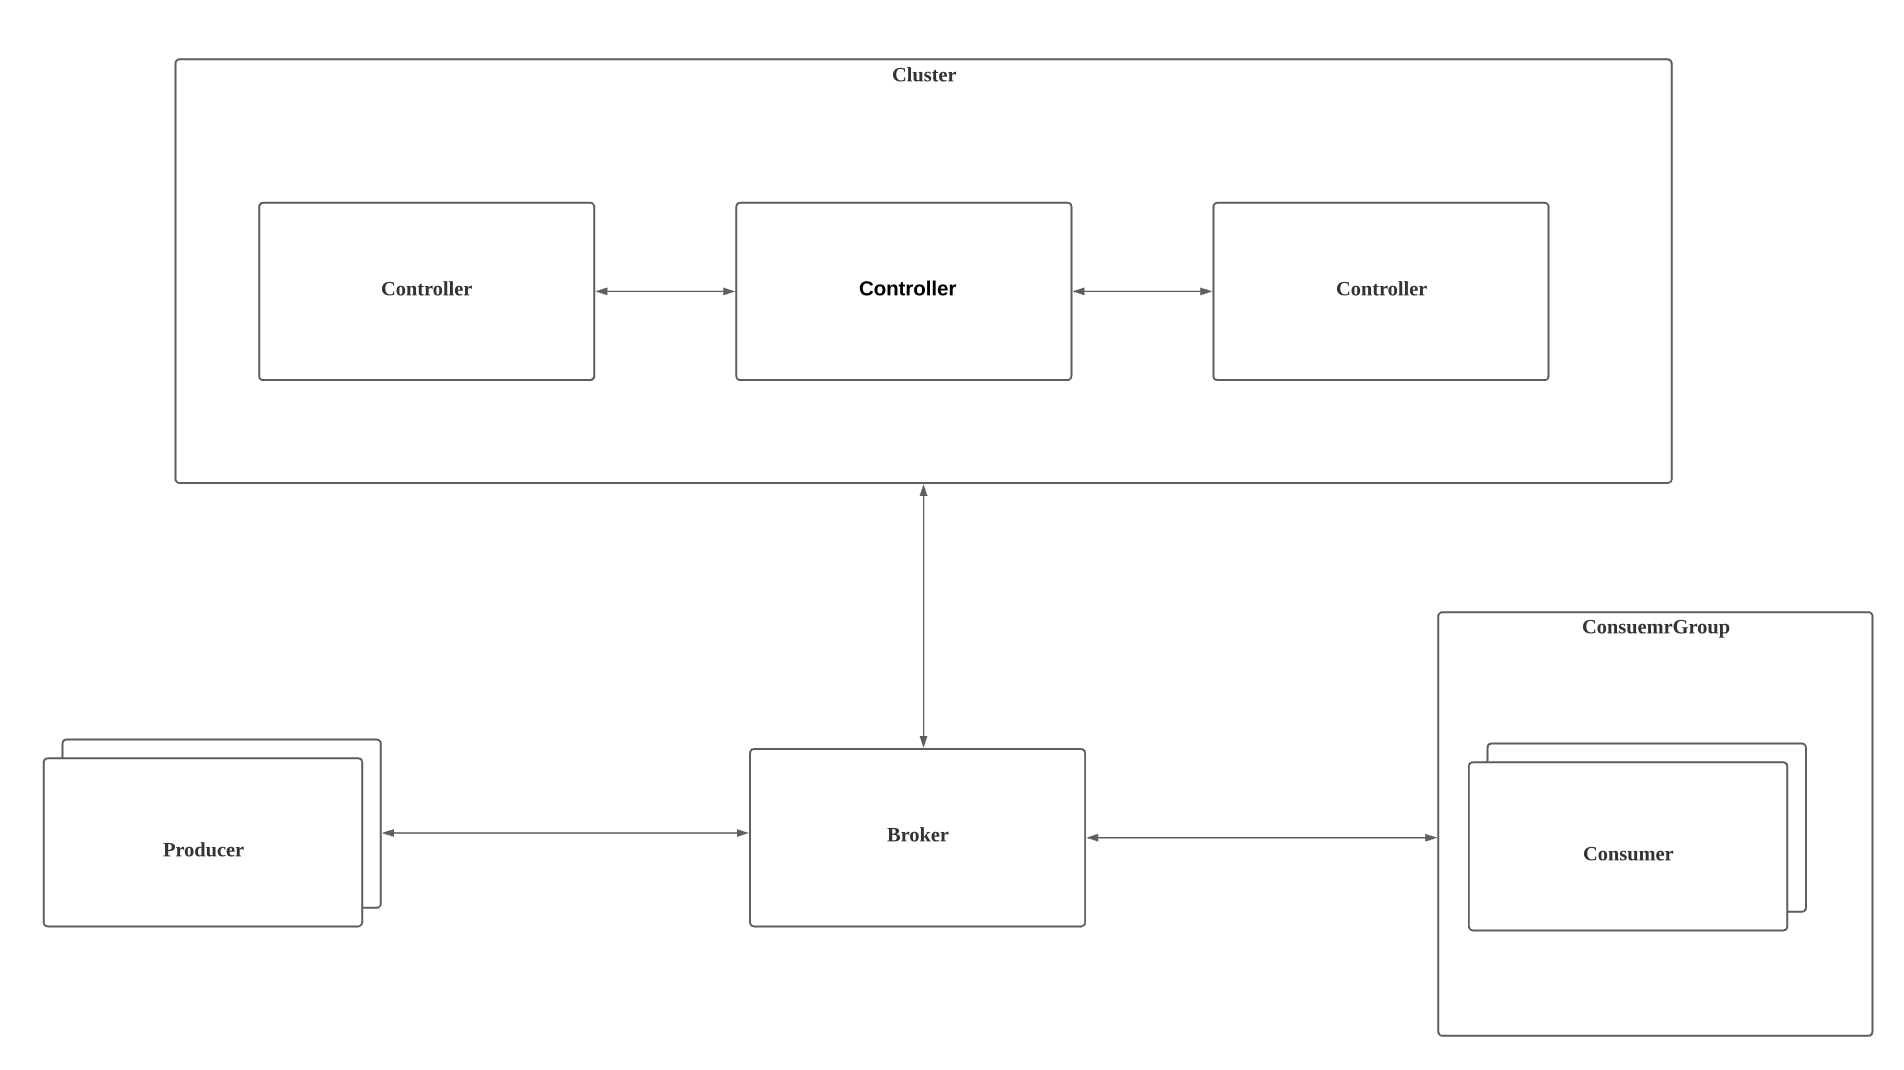 Cluster
Controller
Controller
Controller
ConsuemrGroup
Producer
Broker
Consumer